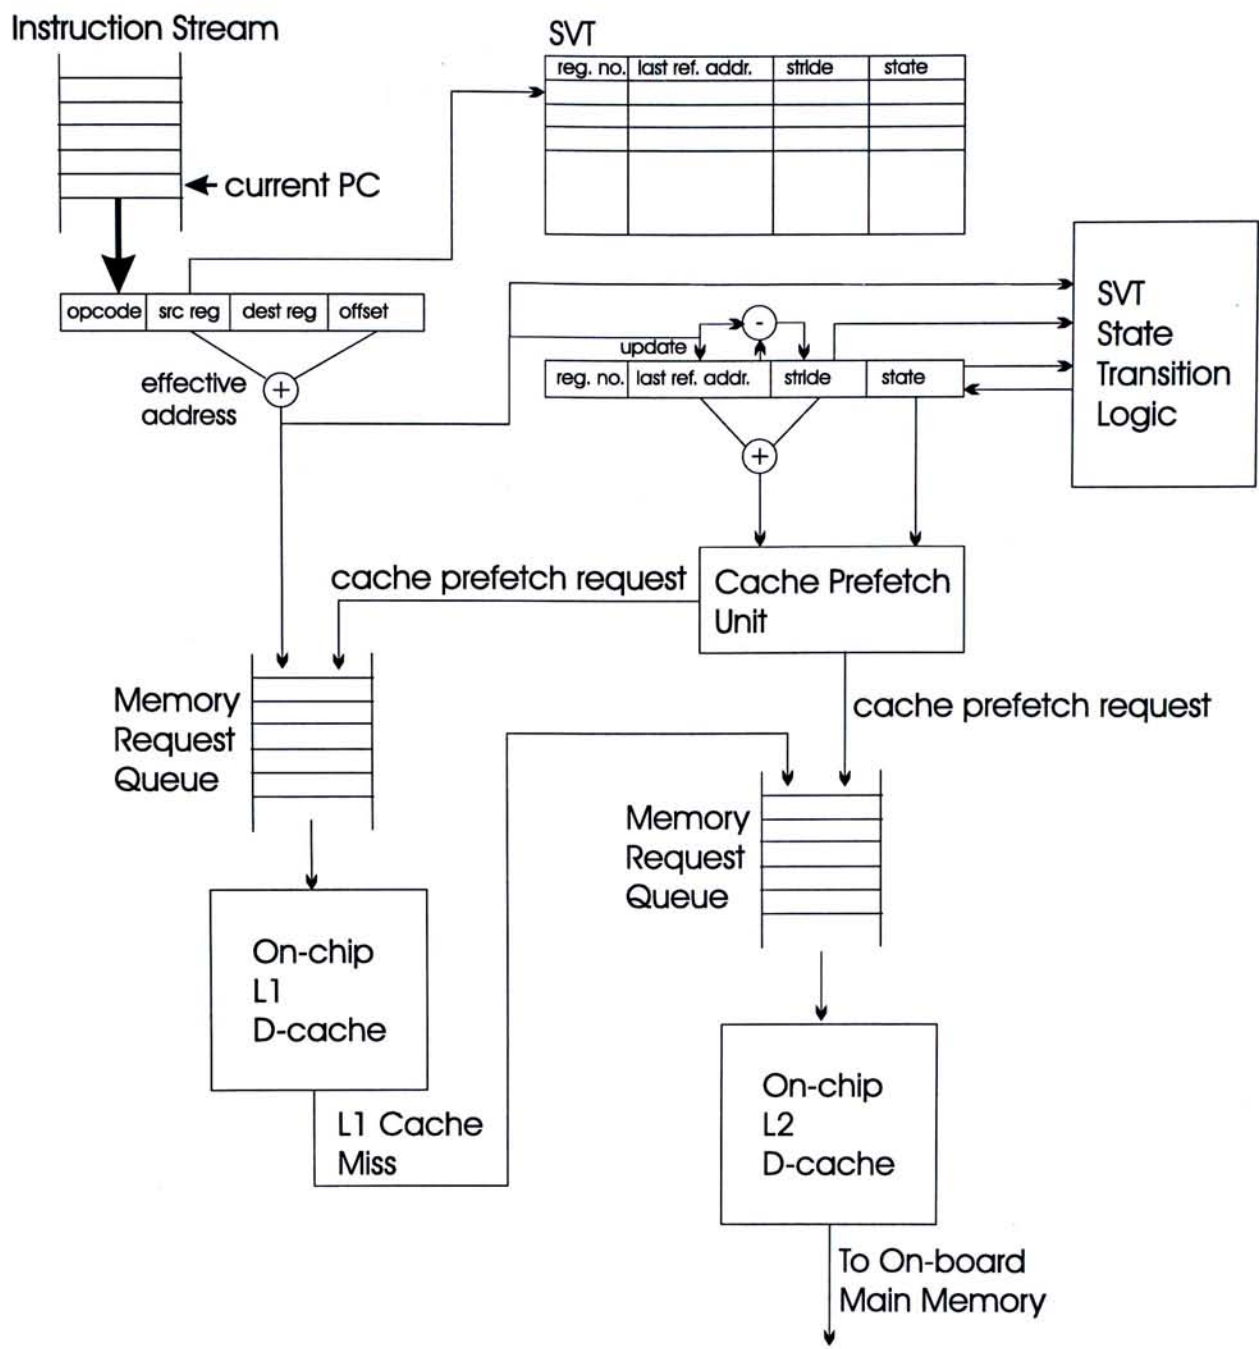 Instruction Stream
SVT
reg. no. last ref. addr. stride state
current PC
opcode src reg dest reg offset
SVT
State
Transition
Logic
-
update
reg. no. last ref. addr. stride state
effective
address
+
+
cache prefetch request
Cache Prefetch
Unit
cache prefetch request
Memory
Request
Queue
Memory
Request
Queue
On-chip
L1
D-cache
L1 Cache
Miss
On-chip
L2
D-cache
To On-board
Main Memory